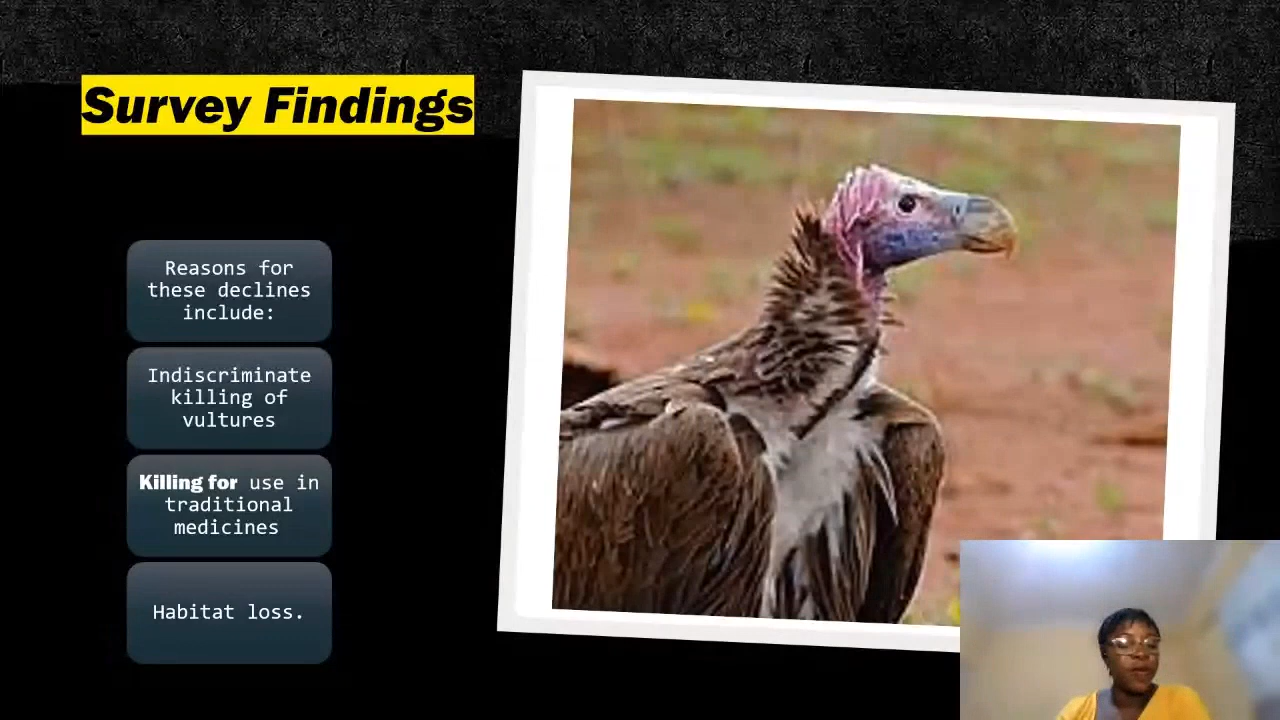 Survey Findings
Reasons for
these declines
include:
Indiscriminate
killing of
vultures
Killing for use in
traditional
medicines
Habitat loss.